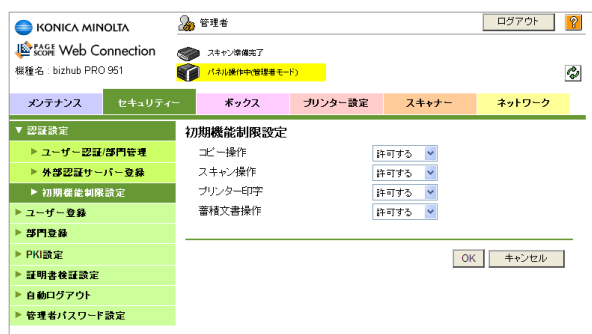 KONICA MINOLTA
管理者
ログアウト
?
PAGE SCOPE Web Connection
スキャン準備完了
機種名 : bizhub PRO 951
パネル操作中(管理者モード)
メンテナンス
セキュリティー
ボックス
プリンター設定
スキャナー
ネットワーク
▼ 認証設定
▶ ユーザー認証/部門管理
▶ 外部認証サーバー登録
▶ 初期機能制限設定
▶ ユーザー登録
▶ 部門登録
▶ PKI設定
▶ 証明書検証設定
▶ 自動ログアウト
▶ 管理者パスワード設定
初期機能制限設定
コピー操作 許可する
スキャン操作 許可する
プリンター印字 許可する
蓄積文書操作 許可する
OK キャンセル